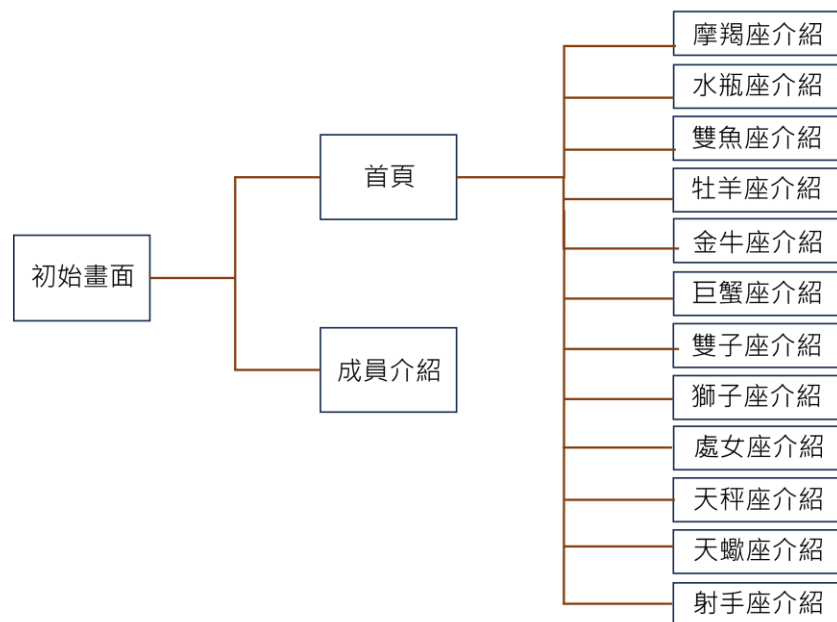 初始畫面
首頁
成員介紹
摩羯座介紹
水瓶座介紹
雙魚座介紹
牡羊座介紹
金牛座介紹
巨蟹座介紹
雙子座介紹
獅子座介紹
處女座介紹
天秤座介紹
天蠍座介紹
射手座介紹